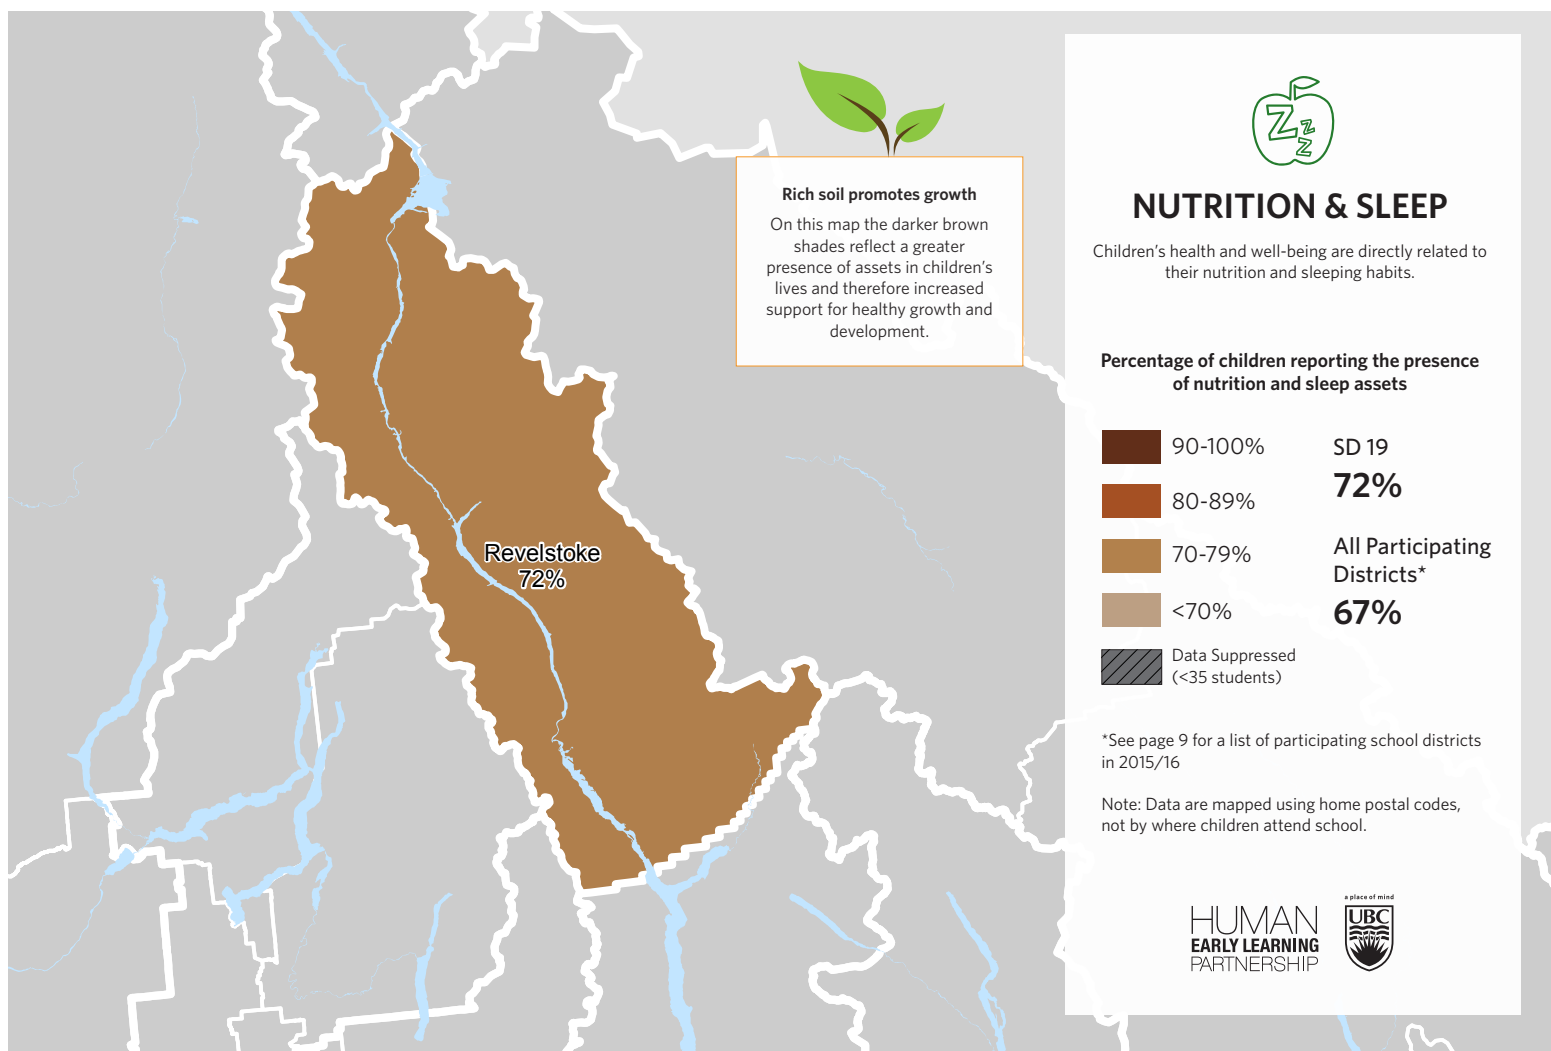 Rich soil promotes growth
On this map the darker brown
shades reflect a greater
presence of assets in children's
lives and therefore increased
support for healthy growth and
development.
Revelstoke
72%
Z
z
z
NUTRITION & SLEEP
Children's health and well-being are directly related to
their nutrition and sleeping habits.
Percentage of children reporting the presence
of nutrition and sleep assets
90-100%
80-89%
70-79%
<70%
Data Suppressed
(<35 students)
SD 19
72%
All Participating
Districts*
67%
*See page 9 for a list of participating school districts
in 2015/16
Note: Data are mapped using home postal codes,
not by where children attend school.
HUMAN
EARLY LEARNING
PARTNERSHIP
a place of mind
UBC